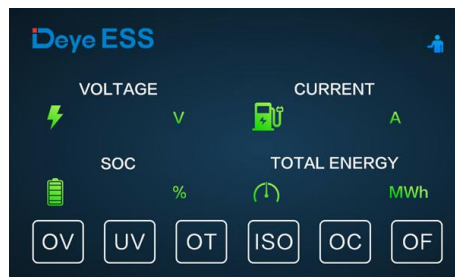 Deye ESS
VOLTAGE
V
CURRENT
A
SOC
%
TOTAL ENERGY
MWh
OV UV OT ISO OC OF